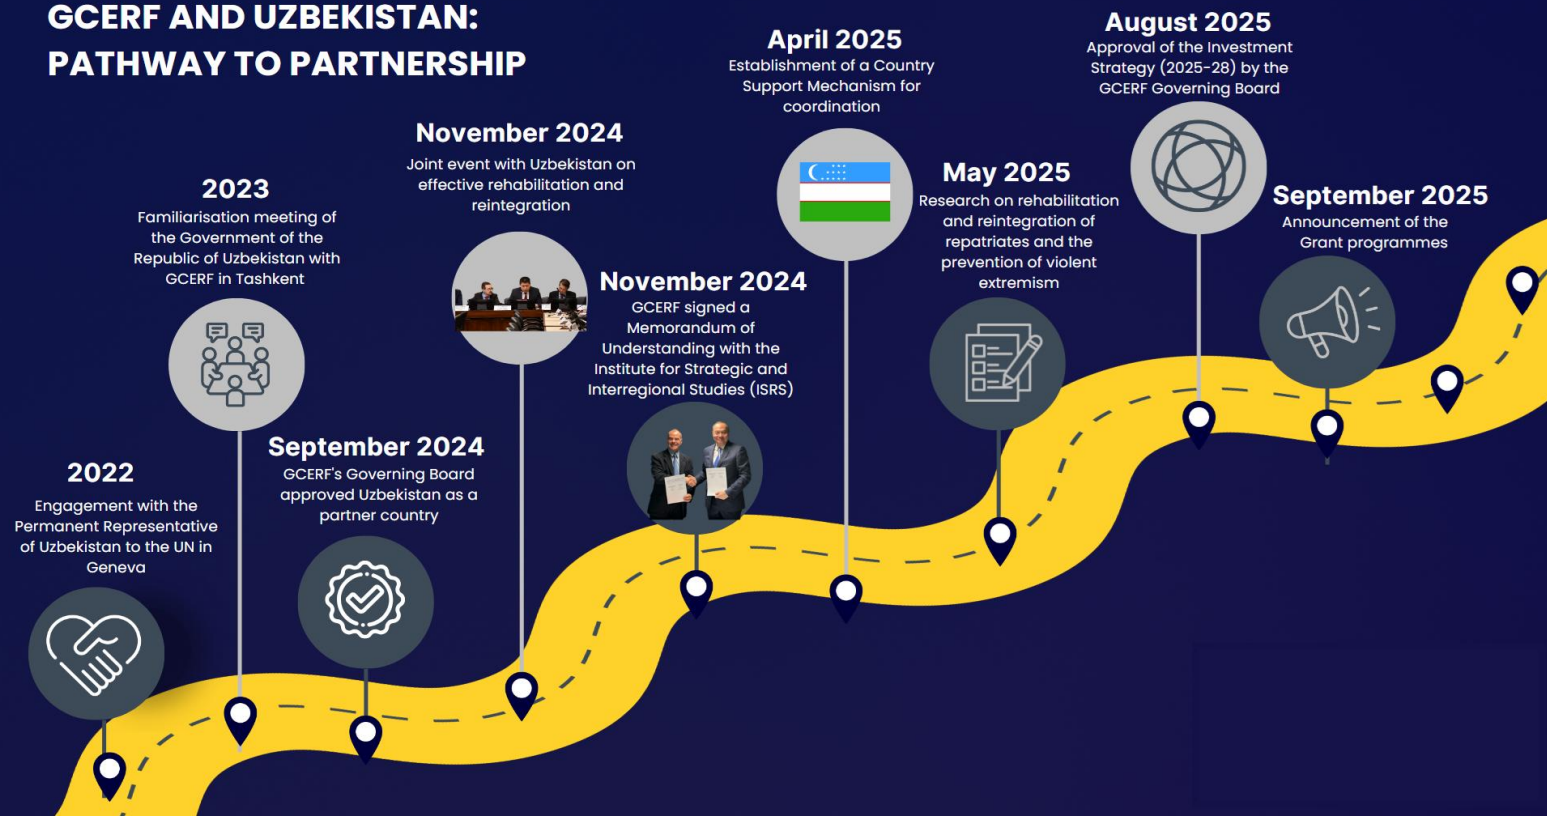 GCERF AND UZBEKISTAN:
PATHWAY TO PARTNERSHIP
2022
Engagement with the
Permanent Representative
of Uzbekistan to the UN in
Geneva
2023
Familiarisation meeting of
the Government of the
Republic of Uzbekistan with
GCERF in Tashkent
September 2024
GCERF's Governing Board
approved Uzbekistan as a
partner country
November 2024
Joint event with Uzbekistan on
effective rehabilitation and
reintegration
November 2024
GCERF signed a
Memorandum of
Understanding with the
Institute for Strategic and
Interregional Studies (ISRS)
April 2025
Establishment of a Country
Support Mechanism for
coordination
May 2025
Research on rehabilitation
and reintegration of
repatriates and the
prevention of violent
extremism
August 2025
Approval of the Investment
Strategy (2025-28) by the
GCERF Governing Board
September 2025
Announcement of the
Grant programmes